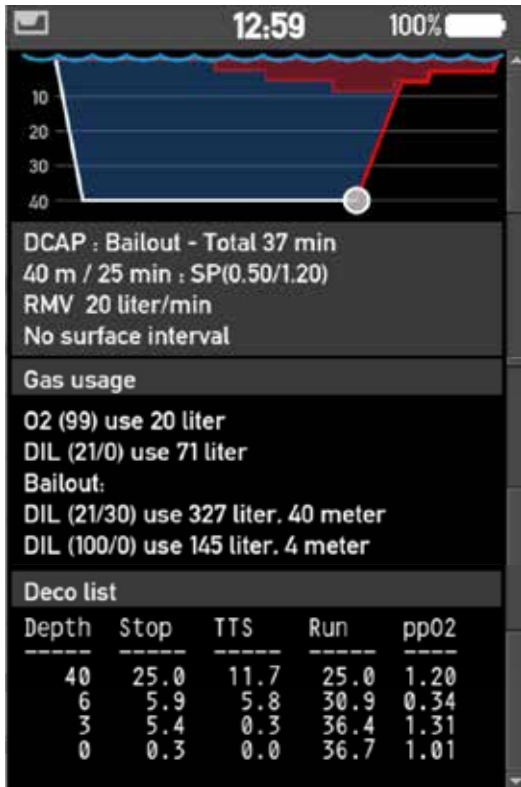 12:59 100%
10
20
30
40
DCAP : Bailout - Total 37 min
40 m / 25 min : SP(0.50/1.20)
RMV 20 liter/min
No surface interval
Gas usage
O2 (99) use 20 liter
DIL (21/0) use 71 liter
Bailout:
DIL (21/30) use 327 liter. 40 meter
DIL (100/0) use 145 liter. 4 meter
Deco list
Depth Stop TTS Run ppO2
----- ----- ----- ----- ----
40 25.0 11.7 25.0 1.20
6 5.9 5.8 30.9 0.34
3 5.4 0.3 36.4 1.31
0 0.3 0.0 36.7 1.01